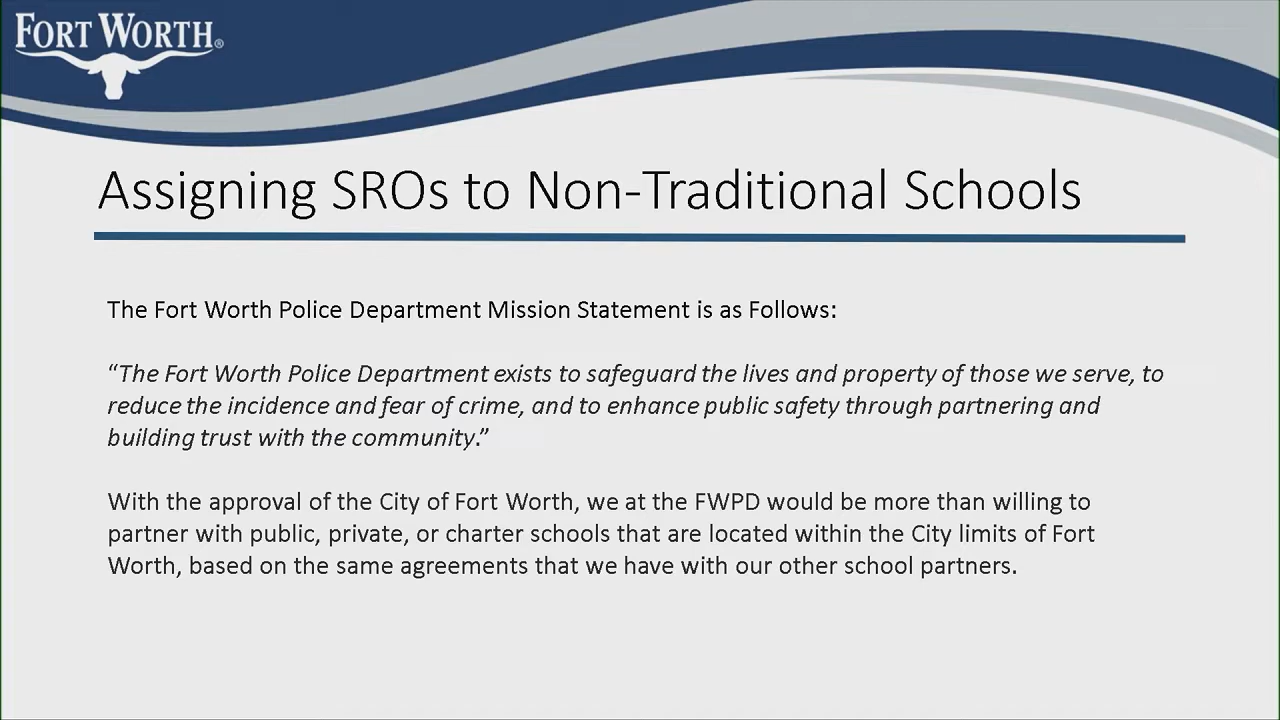 FORT WORTH®
Assigning SROs to Non-Traditional Schools
The Fort Worth Police Department Mission Statement is as Follows:
“The Fort Worth Police Department exists to safeguard the lives and property of those we serve, to
reduce the incidence and fear of crime, and to enhance public safety through partnering and
building trust with the community.”
With the approval of the City of Fort Worth, we at the FWPD would be more than willing to
partner with public, private, or charter schools that are located within the City limits of Fort
Worth, based on the same agreements that we have with our other school partners.